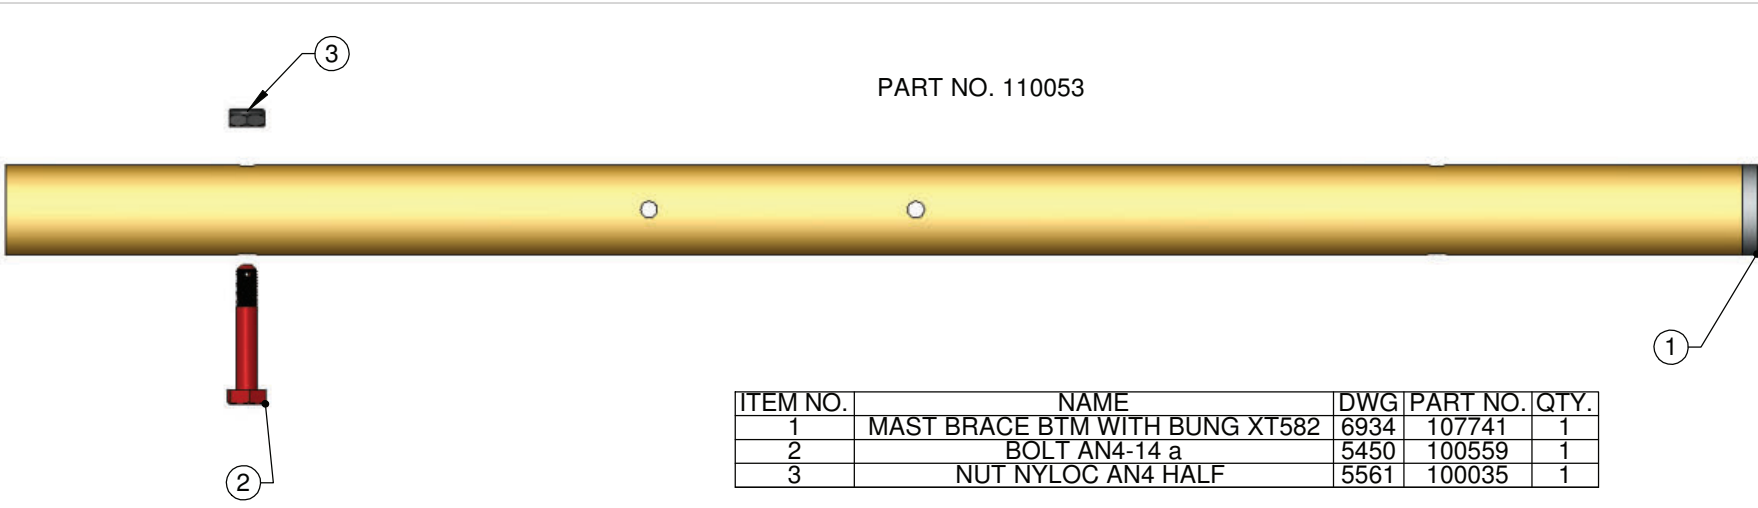 3
PART NO. 110053
1
ITEM NO. NAME DWG PART NO. QTY.
1 MAST BRACE BTM WITH BUNG XT582 6934 107741 1
2 BOLT AN4-14 a 5450 100559 1
3 NUT NYLOC AN4 HALF 5561 100035 1
2